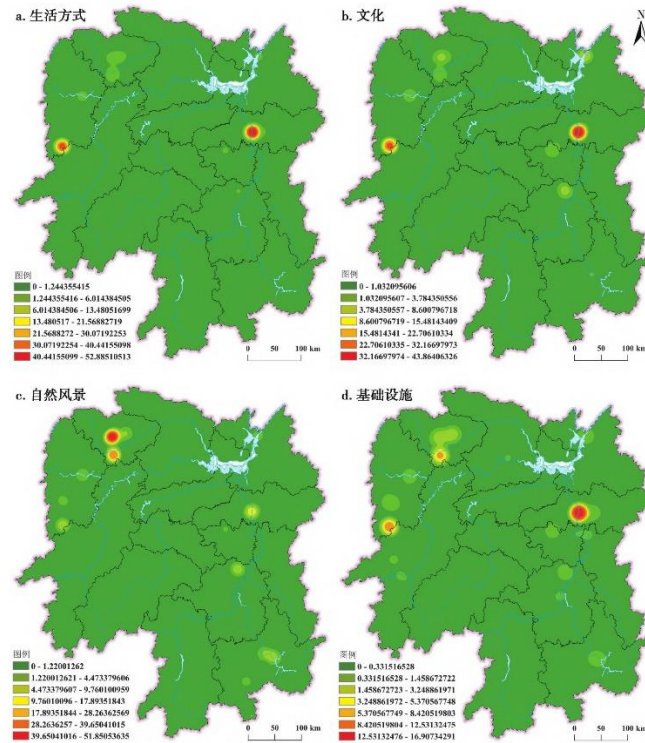 a. 生活方式
b. 文化
N
图例
0 - 1.244355415
1.244355416 - 6.014384505
6.014384506 - 13.48051699
13.480517 - 21.56882719
21.5688272 - 30.07192253
30.07192254 - 40.44155098
40.44155099 - 52.88510513
0 50 100 km
图例
0 - 1.032095606
1.032095607 - 3.784350556
3.784350557 - 8.600796718
8.600796719 - 15.48143409
15.4814341 - 22.70610334
22.70610335 - 32.16697973
32.16697974 - 43.86406326
0 50 100 km
c. 自然风景
d. 基础设施
图例
0 - 1.22001262
1.220012621 - 4.473379606
4.473379607 - 9.760100959
9.76010096 - 17.89351843
17.89351844 - 28.26362569
28.2636257 - 39.65041015
39.65041016 - 51.85053635
0 50 100 km
图例
0 - 0.331516528
0.331516528 - 1.458672722
1.458672723 - 3.248861971
3.248861972 - 5.370567748
5.370567749 - 8.420519803
8.420519804 - 12.53132475
12.53132476 - 16.90734291
0 50 100 km